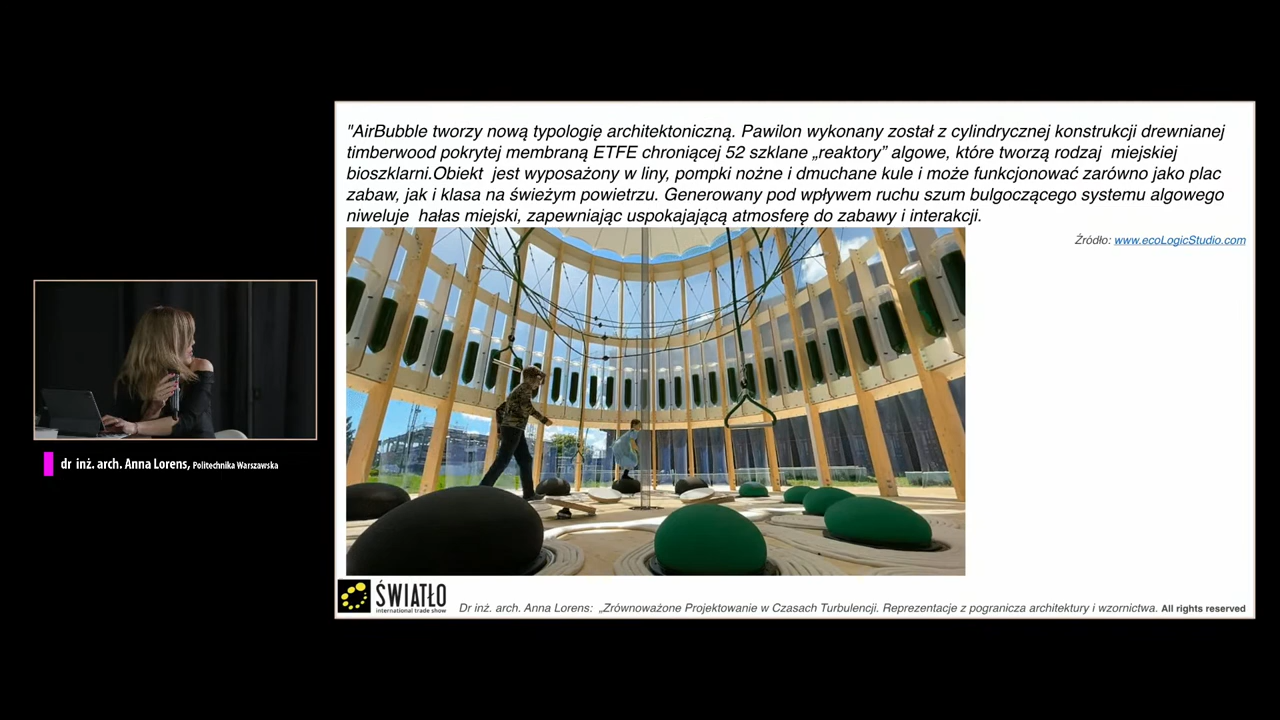 "AirBubble tworzy nową typologię architektoniczną. Pawilon wykonany został z cylindrycznej konstrukcji drewnianej
timberwood pokrytej membraną ETFE chroniącej 52 szklane „reaktory” algowe, które tworzą rodzaj miejskiej
bioszklarni.Obiekt jest wyposażony w liny, pompki nożne i dmuchane kule i może funkcjonować zarówno jako plac
zabaw, jak i klasa na świeżym powietrzu. Generowany pod wpływem ruchu szum bulgoczącego systemu algowego
niweluje hałas miejski, zapewniając uspokajającą atmosferę do zabawy i interakcji.
Źródło: www.ecoLogicStudio.com
dr inż. arch. Anna Lorens, Politechnika Warszawska
ŚWIATŁO
international trade show
Dr inż. arch. Anna Lorens: „Zrównoważone Projektowanie w Czasach Turbulencji. Reprezentacje z pogranicza architektury i wzornictwa. All rights reserved